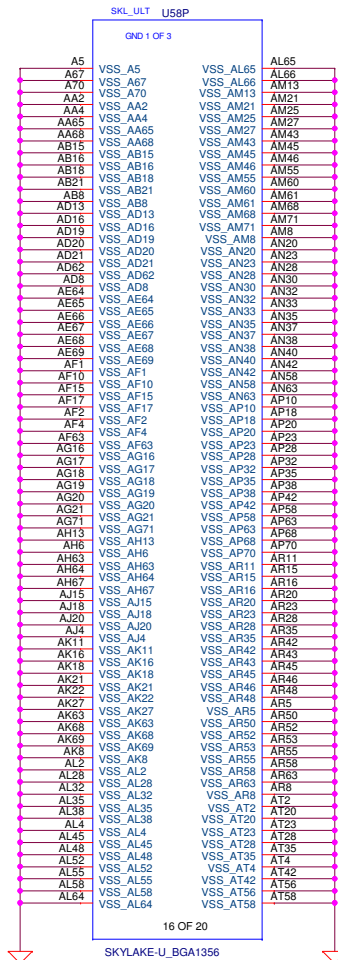 SKL_ULT U58P
GND 1 OF 3
A5 VSS_A5 VSS_AL65 AL65
A67 VSS_A67 VSS_AL66 AL66
A70 VSS_A70 VSS_AM13 AM13
AA2 VSS_AA2 VSS_AM21 AM21
AA4 VSS_AA4 VSS_AM25 AM25
AA65 VSS_AA65 VSS_AM27 AM27
AA68 VSS_AA68 VSS_AM43 AM43
AB15 VSS_AB15 VSS_AM45 AM45
AB16 VSS_AB16 VSS_AM46 AM46
AB18 VSS_AB18 VSS_AM55 AM55
AB21 VSS_AB21 VSS_AM60 AM60
AB8 VSS_AB8 VSS_AM61 AM61
AD13 VSS_AD13 VSS_AM68 AM68
AD16 VSS_AD16 VSS_AM71 AM71
AD19 VSS_AD19 VSS_AM8 AM8
AD20 VSS_AD20 VSS_AN20 AN20
AD21 VSS_AD21 VSS_AN23 AN23
AD62 VSS_AD62 VSS_AN28 AN28
AD8 VSS_AD8 VSS_AN30 AN30
AE64 VSS_AE64 VSS_AN32 AN32
AE65 VSS_AE65 VSS_AN33 AN33
AE66 VSS_AE66 VSS_AN35 AN35
AE67 VSS_AE67 VSS_AN37 AN37
AE68 VSS_AE68 VSS_AN38 AN38
AE69 VSS_AE69 VSS_AN40 AN40
AF1 VSS_AF1 VSS_AN42 AN42
AF10 VSS_AF10 VSS_AN58 AN58
AF15 VSS_AF15 VSS_AN63 AN63
AF17 VSS_AF17 VSS_AP10 AP10
AF2 VSS_AF2 VSS_AP18 AP18
AF4 VSS_AF4 VSS_AP20 AP20
AF63 VSS_AF63 VSS_AP23 AP23
AG16 VSS_AG16 VSS_AP28 AP28
AG17 VSS_AG17 VSS_AP32 AP32
AG18 VSS_AG18 VSS_AP35 AP35
AG19 VSS_AG19 VSS_AP38 AP38
AG20 VSS_AG20 VSS_AP42 AP42
AG21 VSS_AG21 VSS_AP58 AP58
AG71 VSS_AG71 VSS_AP63 AP63
AH13 VSS_AH13 VSS_AP68 AP68
AH6 VSS_AH6 VSS_AP70 AP70
AH63 VSS_AH63 VSS_AR11 AR11
AH64 VSS_AH64 VSS_AR15 AR15
AH67 VSS_AH67 VSS_AR16 AR16
AJ15 VSS_AJ15 VSS_AR20 AR20
AJ18 VSS_AJ18 VSS_AR23 AR23
AJ20 VSS_AJ20 VSS_AR28 AR28
AJ4 VSS_AJ4 VSS_AR35 AR35
AK11 VSS_AK11 VSS_AR42 AR42
AK16 VSS_AK16 VSS_AR43 AR43
AK18 VSS_AK18 VSS_AR45 AR45
AK21 VSS_AK21 VSS_AR46 AR46
AK22 VSS_AK22 VSS_AR48 AR48
AK27 VSS_AK27 VSS_AR5 AR5
AK63 VSS_AK63 VSS_AR50 AR50
AK68 VSS_AK68 VSS_AR52 AR52
AK69 VSS_AK69 VSS_AR53 AR53
AK8 VSS_AK8 VSS_AR55 AR55
AL2 VSS_AL2 VSS_AR58 AR58
AL28 VSS_AL28 VSS_AR63 AR63
AL32 VSS_AL32 VSS_AR8 AR8
AL35 VSS_AL35 VSS_AT2 AT2
AL38 VSS_AL38 VSS_AT20 AT20
AL4 VSS_AL4 VSS_AT23 AT23
AL45 VSS_AL45 VSS_AT28 AT28
AL48 VSS_AL48 VSS_AT35 AT35
AL52 VSS_AL52 VSS_AT4 AT4
AL55 VSS_AL55 VSS_AT42 AT42
AL58 VSS_AL58 VSS_AT56 AT56
AL64 VSS_AL64 VSS_AT58 AT58
16 OF 20
SKYLAKE-U_BGA1356